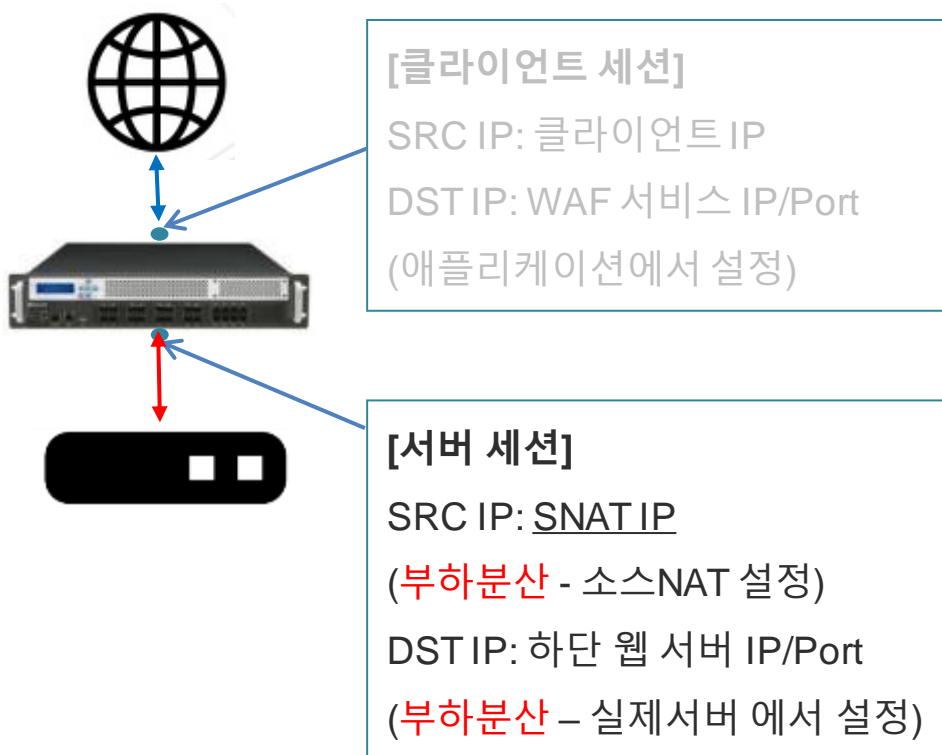 [클라이언트 세션]
SRC IP: 클라이언트 IP
DST IP: WAF 서비스 IP/Port
(애플리케이션에서 설정)
[서버 세션]
SRC IP: SNAT IP
(부하분산 - 소스NAT 설정)
DST IP: 하단 웹 서버 IP/Port
(부하분산 – 실제서버 에서 설정)